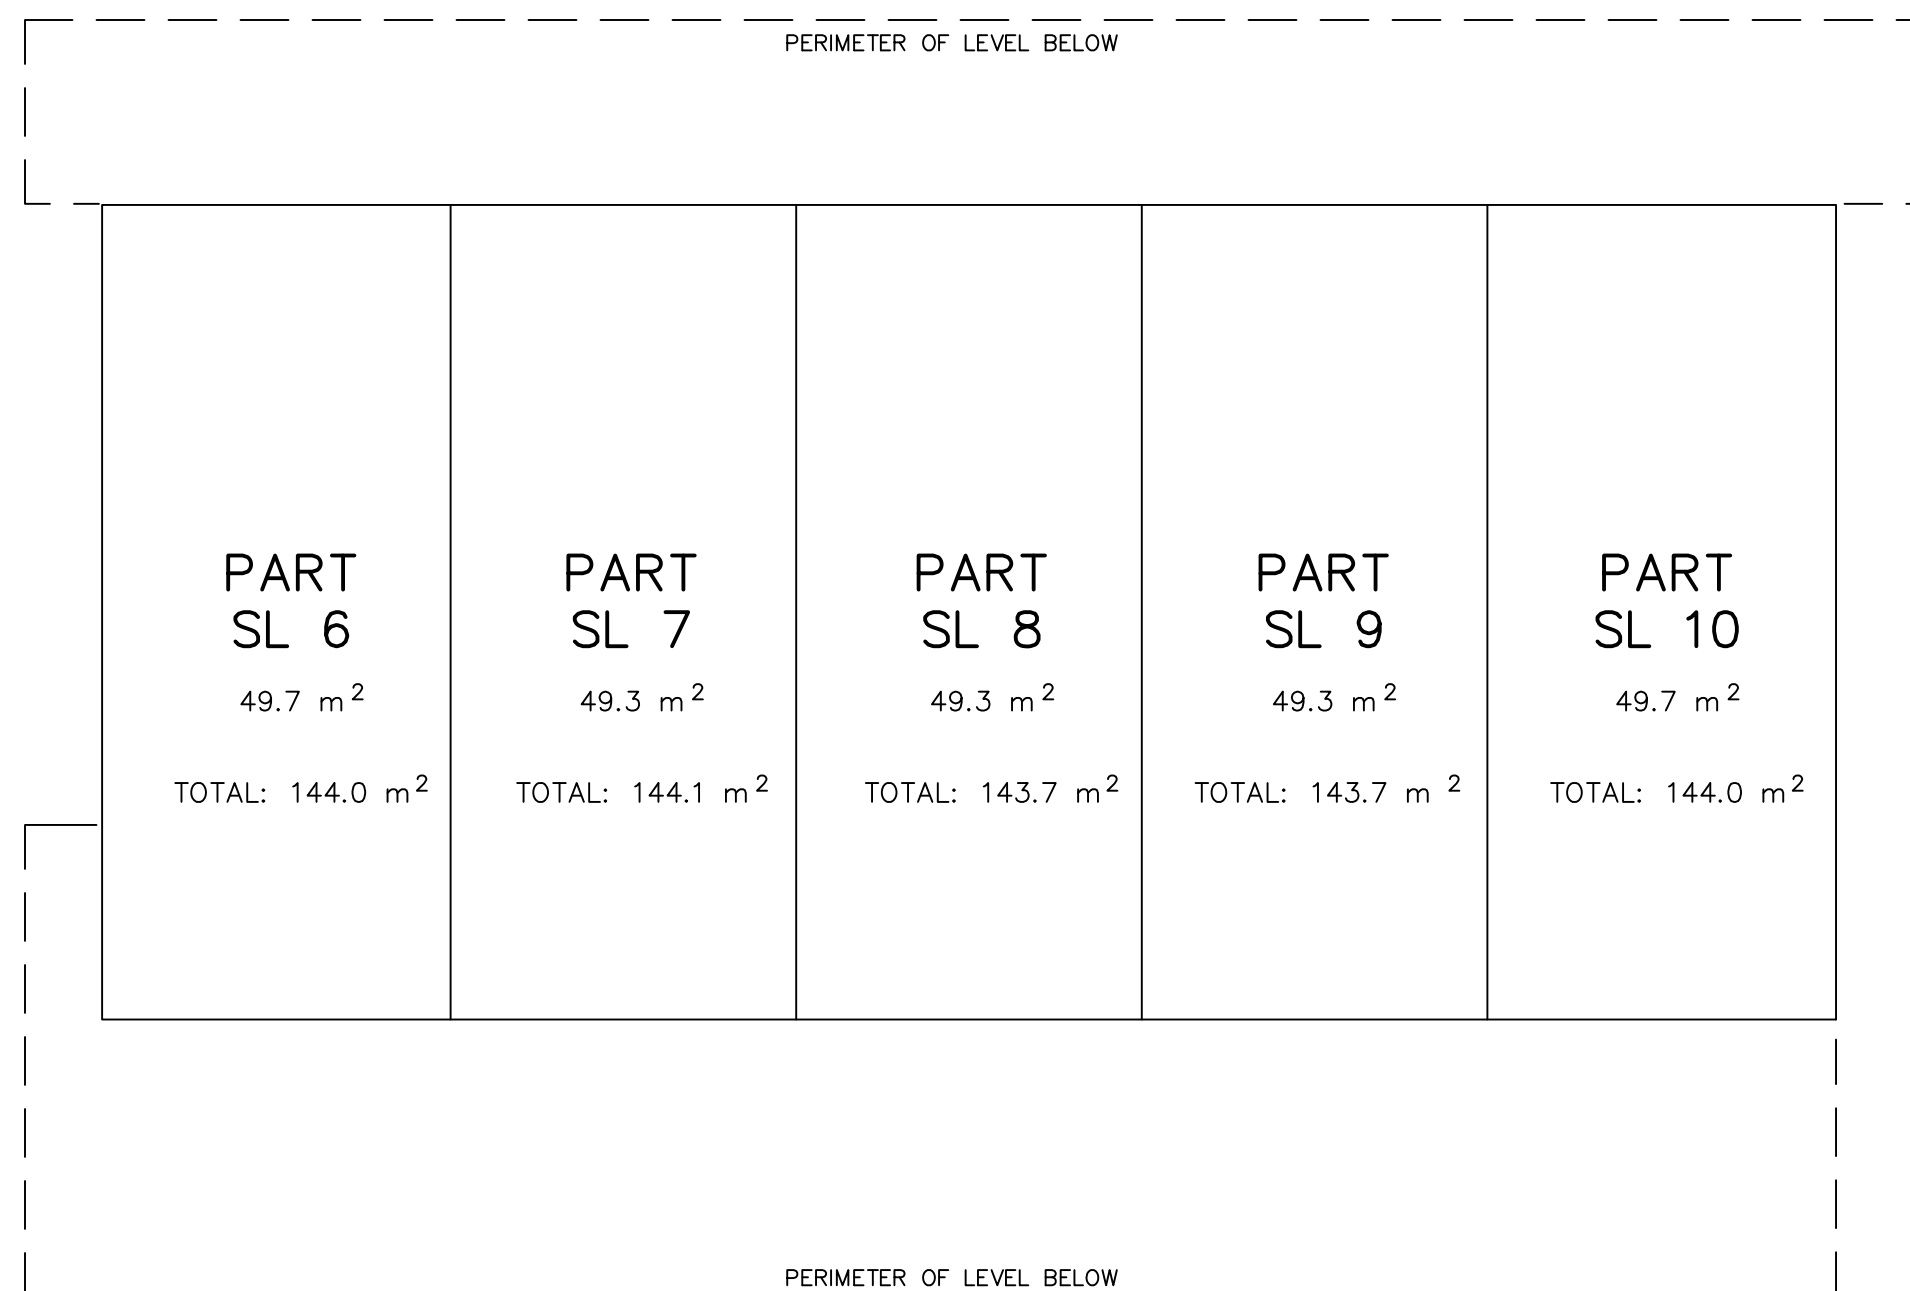 PERIMETER OF LEVEL BELOW
PART
SL 6
49.7 m²
TOTAL: 144.0 m²
PART
SL 7
49.3 m²
TOTAL: 144.1 m²
PART
SL 8
49.3 m²
TOTAL: 143.7 m²
PART
SL 9
49.3 m²
TOTAL: 143.7 m ²
PART
SL 10
49.7 m²
TOTAL: 144.0 m²
PERIMETER OF LEVEL BELOW